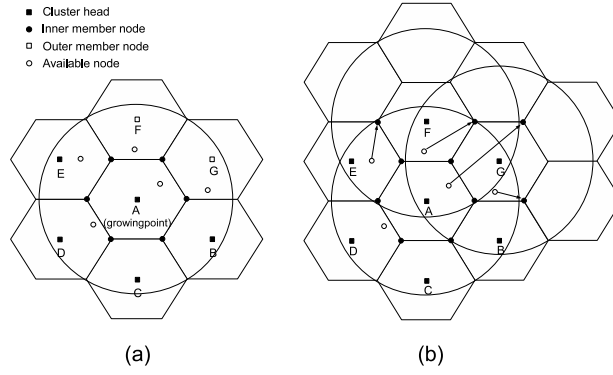 Cluster head
Inner member node
Outer member node
Available node
F
E
G
A
(growingpoint)
D
B
C
(a)
F
E
G
A
D
B
C
(b)